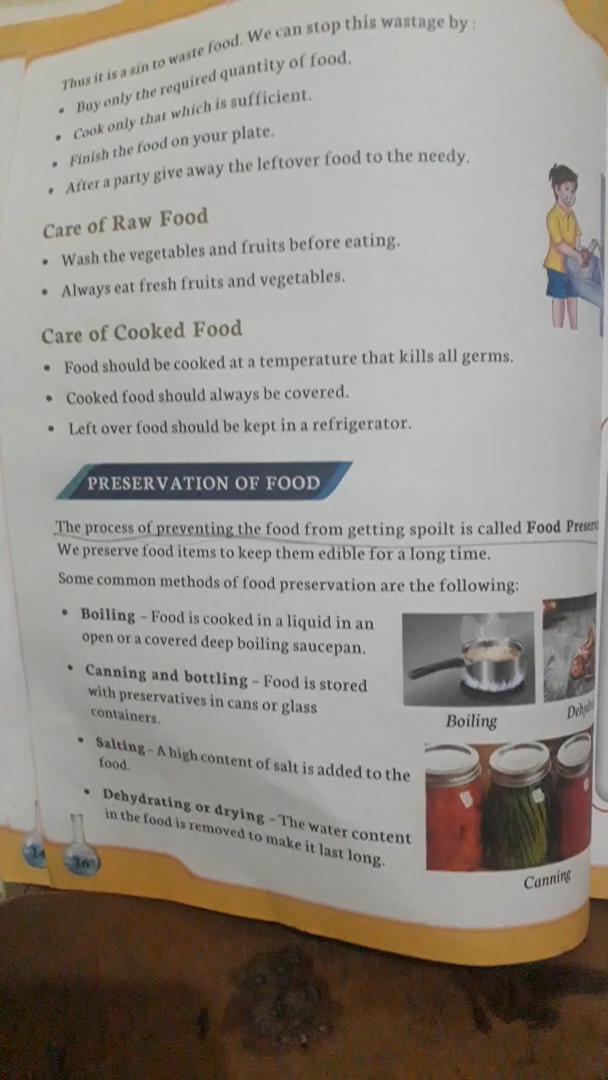 Thus it is a sin to waste food. We can stop this wastage by :
• Buy only the required quantity of food.
• Cook only that which is sufficient.
• Finish the food on your plate.
• After a party give away the leftover food to the needy.
Care of Raw Food
• Wash the vegetables and fruits before eating.
• Always eat fresh fruits and vegetables.
Care of Cooked Food
• Food should be cooked at a temperature that kills all germs.
• Cooked food should always be covered.
• Left over food should be kept in a refrigerator.
PRESERVATION OF FOOD
The process of preventing the food from getting spoilt is called Food
We preserve food items to keep them edible for a long time.
Some common methods of food preservation are the following:
• Boiling – Food is cooked in a liquid in an
open or a covered deep boiling saucepan.
• Canning and bottling – Food is stored
with preservatives in cans or glass
containers.
• Salting – A high content of salt is added to the
food.
• Dehydrating or drying – The water content
in the food is removed to make it last long.
Boiling
Canning
14
16